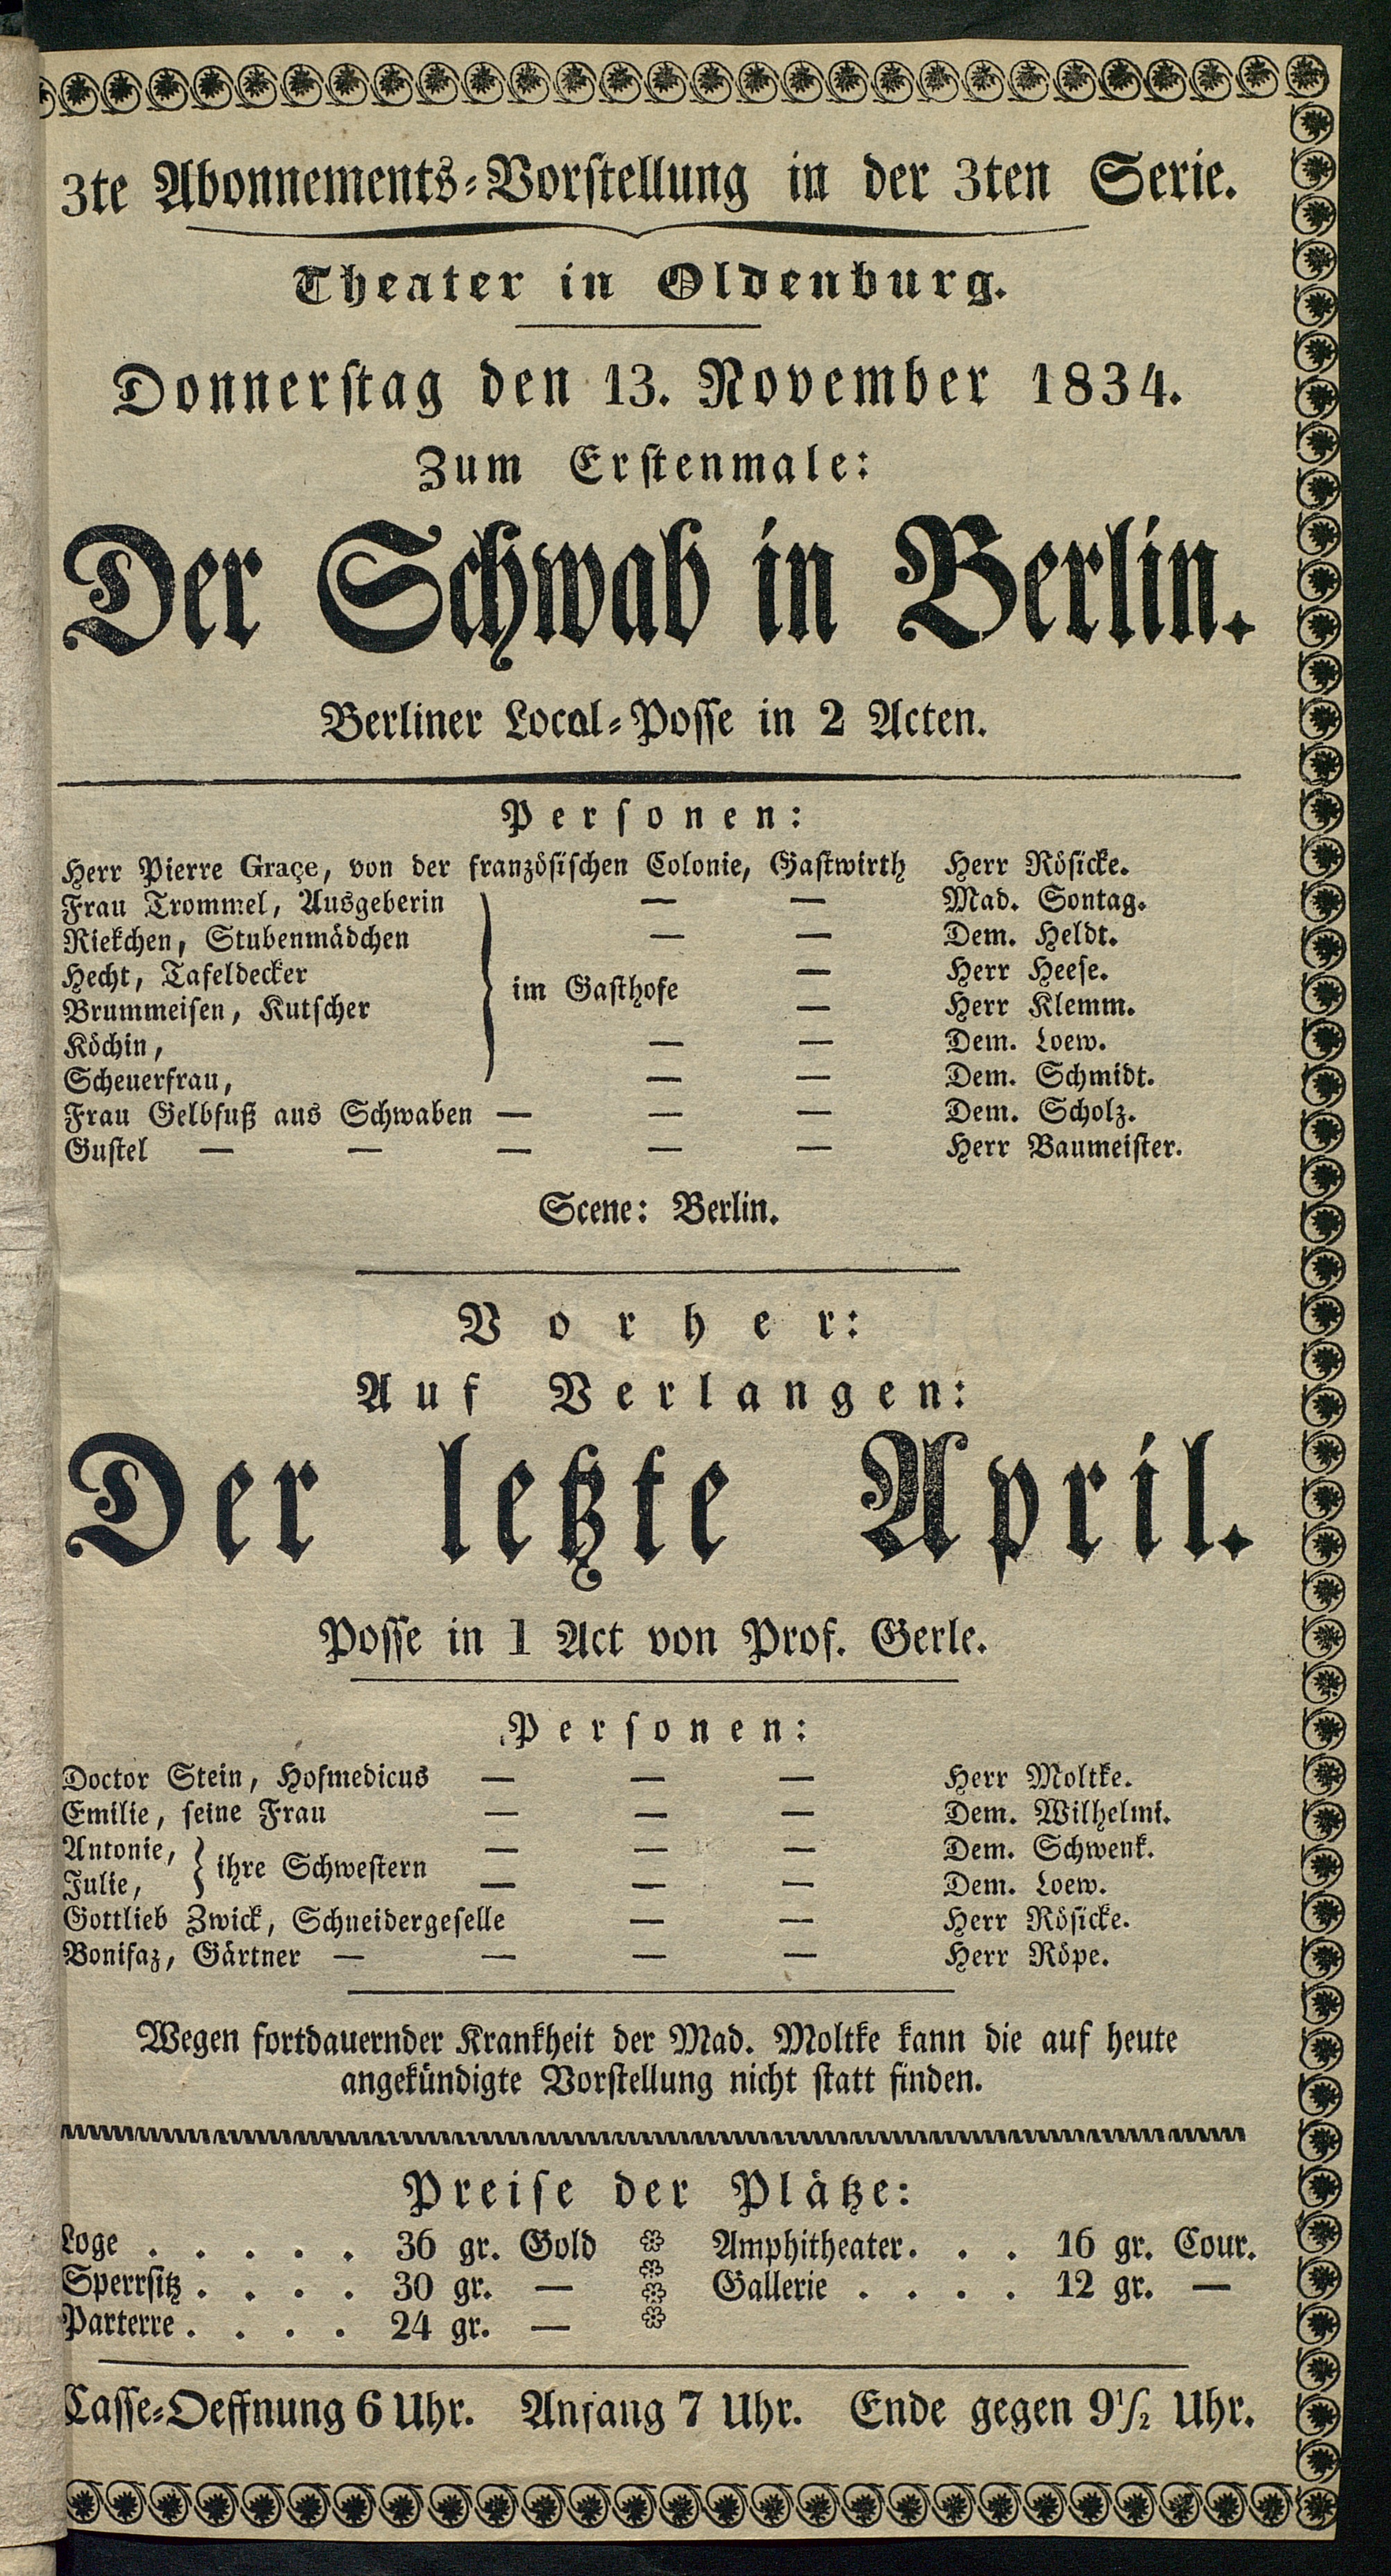 3te Abonnements-Vorstellung in der 3ten Serie.
Theater in Oldenburg.
Donnerstag den 13. November 1834.
Zum Erstenmale:
Der Schwab in Berlin.
Berliner Local-Posse in 2 Acten.
Personen:
Herr Pierre Graçe, von der französischen Colonie, Gastwirth Herr Rösicke.
Frau Trommel, Ausgeberin — — Mad. Sontag.
Riekchen, Stubenmädchen — — Dem. Heldt.
Hecht, Tafeldecker — Herr Heese.
im Gasthofe
Brummeisen, Kutscher — Herr Klemm.
Köchin, — — Dem. Loew.
Scheuerfrau, — — Dem. Schmidt.
Frau Gelbfuß aus Schwaben — — — Dem. Scholz.
Gustel — — — — — Herr Baumeister.
Scene: Berlin.
Vorher:
Auf Verlangen:
Der letzte April.
Posse in 1 Act von Prof. Gerle.
Personen:
Doctor Stein, Hofmedicus — — — Herr Moltke.
Emilie, seine Frau — — — Dem. Wilhelmi.
Antonie, — — — Dem. Schwenk.
ihre Schwestern
Julie, — — — Dem. Loew.
Gottlieb Zwick, Schneidergeselle — — Herr Rösicke.
Bonifaz, Gärtner — — — — Herr Röpe.
Wegen fortdauernder Krankheit der Mad. Moltke kann die auf heute
angekündigte Vorstellung nicht statt finden.
Preise der Plätze:
Loge . . . . . 36 gr. Gold Amphitheater. . . 16 gr. Cour.
Sperrsitz . . . . 30 gr. — Gallerie . . . . 12 gr. —
Parterre . . . . 24 gr. —
Casse-Oeffnung 6 Uhr. Anfang 7 Uhr. Ende gegen 9 1/2 Uhr.